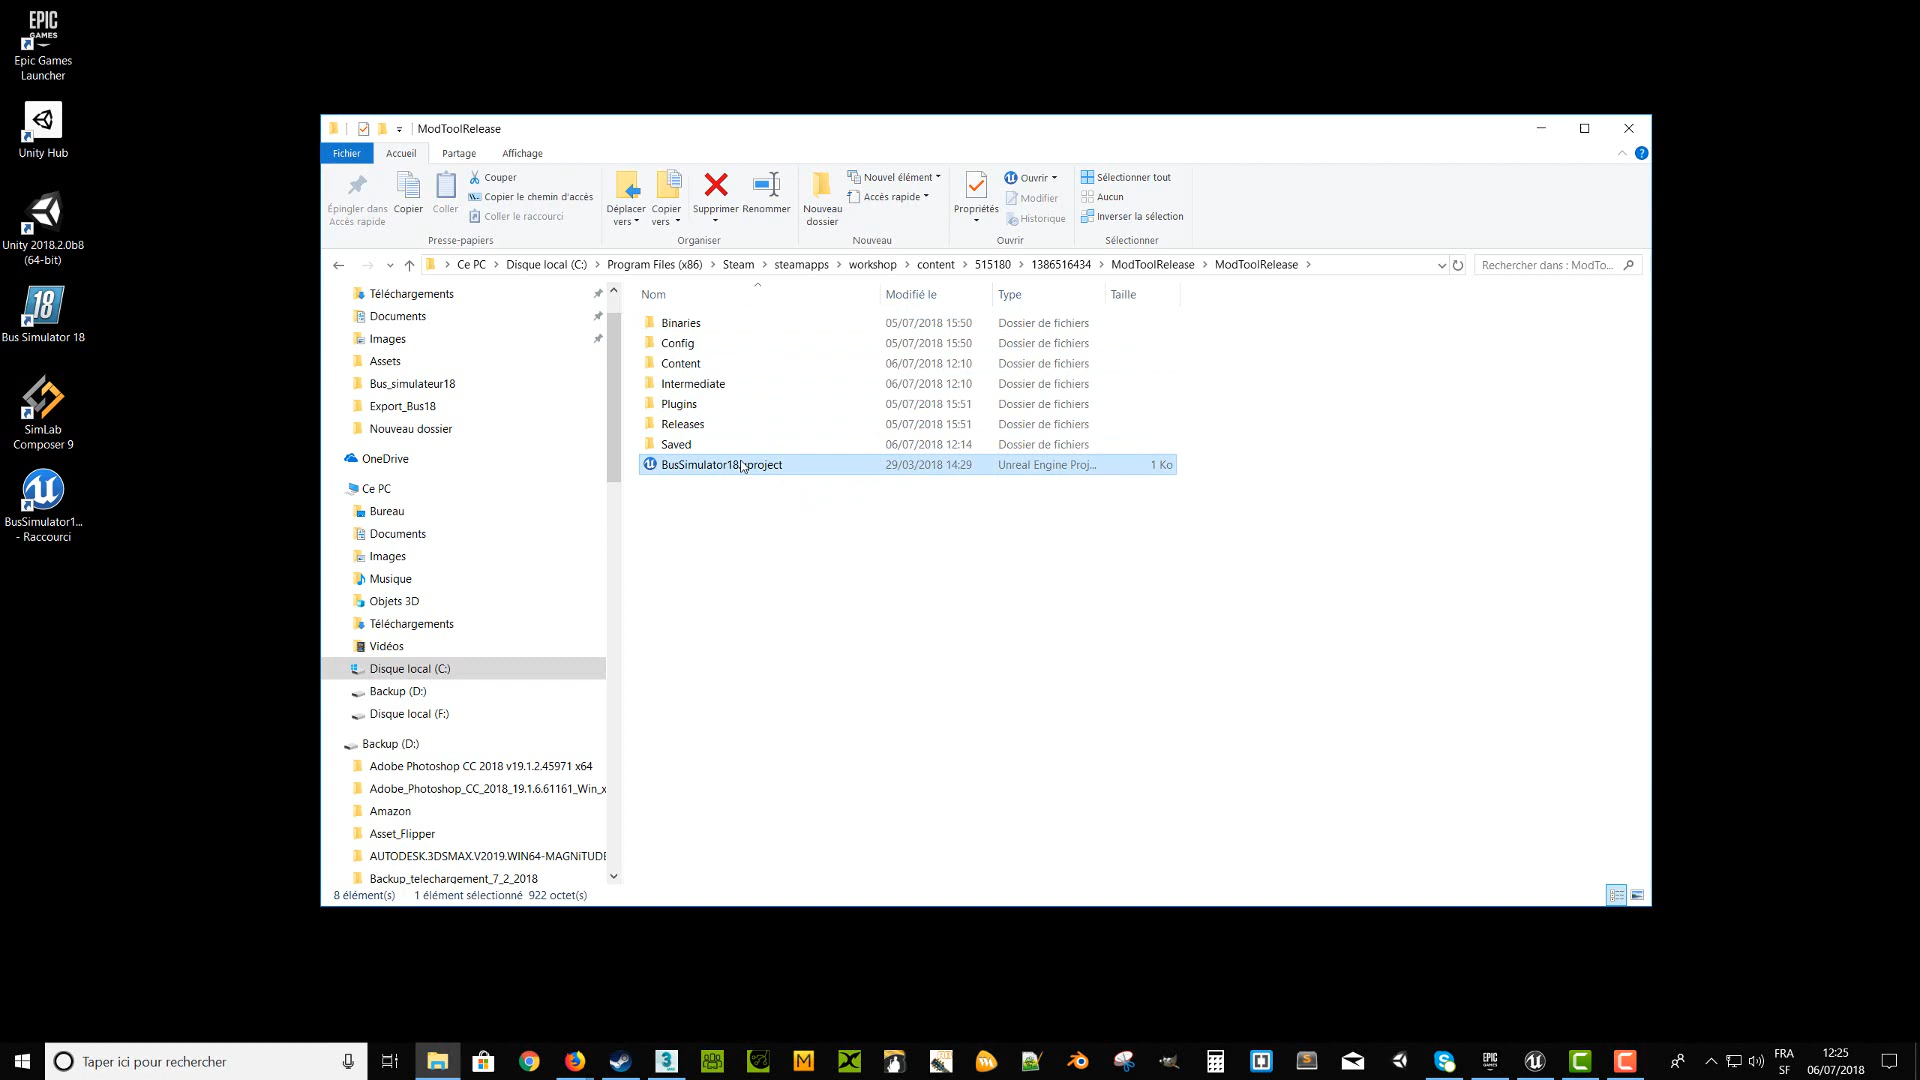 EPIC
GAMES
Epic Games
Launcher
Unity Hub
Unity 2018.2.0b8
(64-bit)
18
Bus Simulator 18
SimLab
Composer 9
BusSimulator1...
- Raccourci
ModToolRelease
Fichier
Accueil
Partage
Affichage
Épingler dans
Accès rapide
Copier
Coller
Couper
Copier le chemin d'accès
Coller le raccourci
Presse-papiers
Déplacer
vers
Copier
vers
Supprimer
Renommer
Organiser
Nouveau
dossier
Nouvel élément
Accès rapide
Nouveau
Propriétés
Ouvrir
Modifier
Historique
Ouvrir
Sélectionner tout
Aucun
Inverser la sélection
Sélectionner
Ce PC > Disque local (C:) > Program Files (x86) > Steam > steamapps > workshop > content > 515180 > 1386516434 > ModToolRelease > ModToolRelease >
Rechercher dans : ModTo...
Téléchargements
Documents
Images
Assets
Bus_simulateur18
Export_Bus18
Nouveau dossier
OneDrive
Ce PC
Bureau
Documents
Images
Musique
Objets 3D
Téléchargements
Vidéos
Disque local (C:)
Backup (D:)
Disque local (F:)
Backup (D:)
Adobe Photoshop CC 2018 v19.1.2.45971 x64
Adobe_Photoshop_CC_2018_19.1.6.61161_Win_x
Amazon
Asset_Flipper
AUTODESK.3DSMAX.V2019.WIN64-MAGNiTUDE
Backup_telechargement_7_2_2018
Nom Modifié le Type Taille
Binaries 05/07/2018 15:50 Dossier de fichiers
Config 05/07/2018 15:50 Dossier de fichiers
Content 06/07/2018 12:10 Dossier de fichiers
Intermediate 06/07/2018 12:10 Dossier de fichiers
Plugins 05/07/2018 15:51 Dossier de fichiers
Releases 05/07/2018 15:51 Dossier de fichiers
Saved 06/07/2018 12:14 Dossier de fichiers
29/03/2018 14:29 Unreal Engine Proj... 1 Ko
8 élément(s) 1 élément sélectionné 922 octet(s)
Taper ici pour rechercher
FRA
SF
12:25
06/07/2018